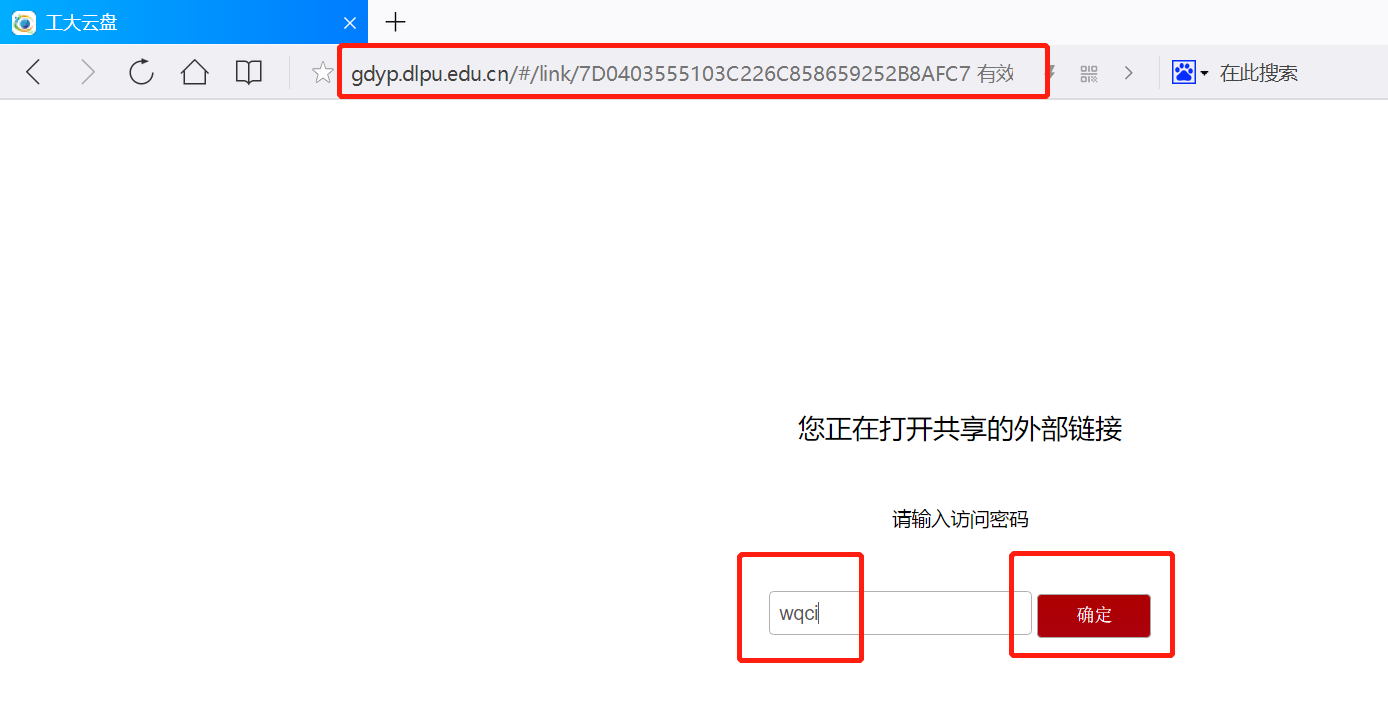 工大云盘
gdyp.dlpu.edu.cn/#/link/7D0403555103C226C858659252B8AFC7 有效
在此搜索
您正在打开共享的外部链接
请输入访问密码
wqci
确定